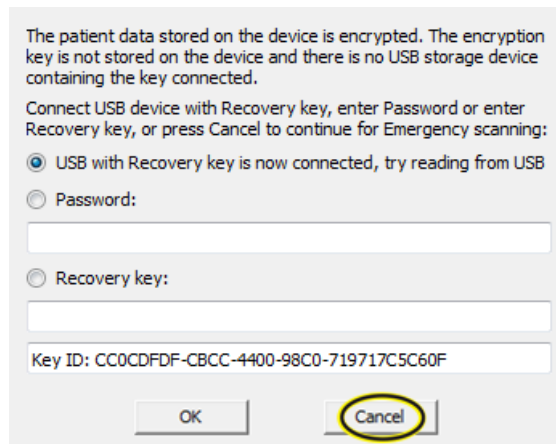 The patient data stored on the device is encrypted. The encryption
key is not stored on the device and there is no USB storage device
containing the key connected.
Connect USB device with Recovery key, enter Password or enter
Recovery key, or press Cancel to continue for Emergency scanning:
USB with Recovery key is now connected, try reading from USB
Password:
Recovery key:
Key ID: CC0CDFDF-CBCC-4400-98C0-719717C5C60F
OK
Cancel